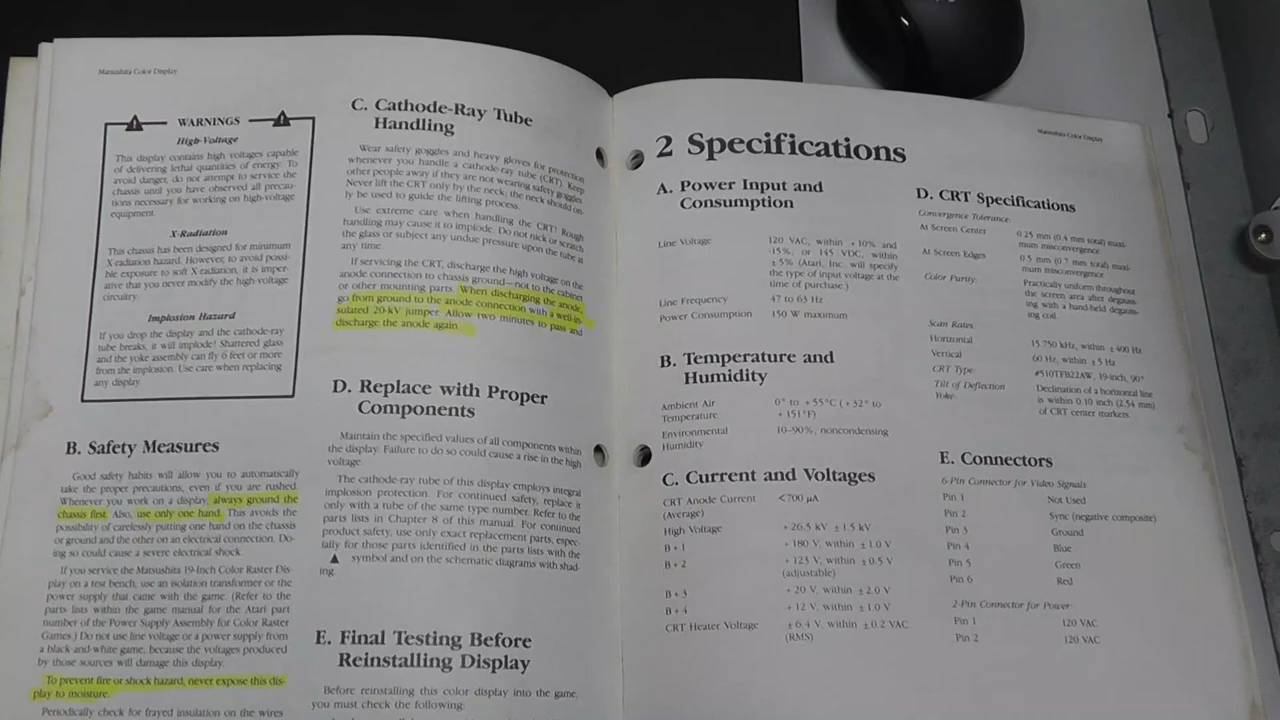 Matsushita Color Display
WARNINGS
High-Voltage
This display contains high voltages capable
of delivering lethal quantities of energy. To
avoid danger, do not attempt to service the
chassis until you have observed all precau-
tions necessary for working on high-voltage
equipment.
X-Radiation
This chassis has been designed for minimum
X-radiation hazard. However, to avoid possi-
ble exposure to soft X-radiation, it is imper-
ative that you never modify the high-voltage
circuitry.
Implosion Hazard
If you drop the display and the cathode-ray
tube breaks, it will implode! Shattered glass
and the yoke assembly can fly 6 feet or more
from the implosion. Use care when replacing
any display.
B. Safety Measures
Good safety habits will allow you to automatically
take the proper precautions, even if you are rushed.
Whenever you work on a display, always ground the
chassis first. Also, use only one hand. This avoids the
possibility of carelessly putting one hand on the chassis
or ground and the other on an electrical connection. Do-
ing so could cause a severe electrical shock.
If you service the Matsushita 19-Inch Color Raster Dis-
play on a test bench, use an isolation transformer or the
power supply that came with the game. (Refer to the
parts lists within the game manual for the Atari part
number of the Power Supply Assembly for Color Raster
Games.) Do not use line voltage or a power supply from
a black-and-white game, because the voltages produced
by those sources will damage this display.
To prevent fire or shock hazard, never expose this dis-
play to moisture.
Periodically check for frayed insulation on the wires
C. Cathode-Ray Tube
Handling
Wear safety goggles and heavy gloves for protection
whenever you handle a cathode-ray tube (CRT). Keep
other people away if they are not wearing safety goggles.
Never lift the CRT only by the neck; the neck should on-
ly be used to guide the lifting process.
Use extreme care when handling the CRT! Rough
handling may cause it to implode. Do not nick or scratch
the glass or subject any undue pressure upon the tube at
any time.
If servicing the CRT, discharge the high voltage on the
anode connection to chassis ground—not to the cabinet
or other mounting parts. When discharging the anode,
go from ground to the anode connection with a well-in-
sulated 20-kV jumper. Allow two minutes to pass and
discharge the anode again.
D. Replace with Proper
Components
Maintain the specified values of all components within
the display. Failure to do so could cause a rise in the high
voltage.
The cathode-ray tube of this display employs integral
implosion protection. For continued safety, replace it
only with a tube of the same type number. Refer to the
parts lists in Chapter 8 of this manual. For continued
product safety, use only exact replacement parts, espec-
ially for those parts identified in the parts lists with the
symbol and on the schematic diagrams with shad-
ing.
E. Final Testing Before
Reinstalling Display
Before reinstalling this color display into the game,
you must check the following:
Matsushita Color Display
2 Specifications
A. Power Input and
Consumption
Line Voltage 120 VAC, within +10% and
-15%; or 145 VDC, within
±5% (Atari, Inc. will specify
the type of input voltage at the
time of purchase.)
Line Frequency 47 to 63 Hz
Power Consumption 150 W maximum
B. Temperature and
Humidity
Ambient Air 0° to +55°C (+32° to
Temperature +151°F)
Environmental 10–90%, noncondensing
Humidity
C. Current and Voltages
CRT Anode Current <700 µA
(Average)
High Voltage +26.5 kV ±1.5 kV
B+1 +180 V, within ±1.0 V
B+2 +123 V, within ±0.5 V
(adjustable)
B+3 +20 V, within ±2.0 V
B+4 +12 V, within ±1.0 V
CRT Heater Voltage ±6.4 V, within ±0.2 VAC
(RMS)
D. CRT Specifications
Convergence Tolerance:
At Screen Center 0.25 mm (0.4 mm total) maxi-
mum misconvergence
At Screen Edges 0.5 mm (0.7 mm total) maxi-
mum misconvergence
Color Purity: Practically uniform throughout
the screen area after degauss-
ing with a hand-held degauss-
ing coil.
Scan Rates:
Horizontal 15.750 kHz, within ±400 Hz
Vertical 60 Hz, within ±5 Hz
CRT Type #510TFB22AW, 19-inch, 90°
Tilt of Deflection Declination of a horizontal line
Yoke is within 0.10 inch (2.54 mm)
of CRT center markers.
E. Connectors
6-Pin Connector for Video Signals
Pin 1 Not Used
Pin 2 Sync (negative composite)
Pin 3 Ground
Pin 4 Blue
Pin 5 Green
Pin 6 Red
2-Pin Connector for Power
Pin 1 120 VAC
Pin 2 120 VAC